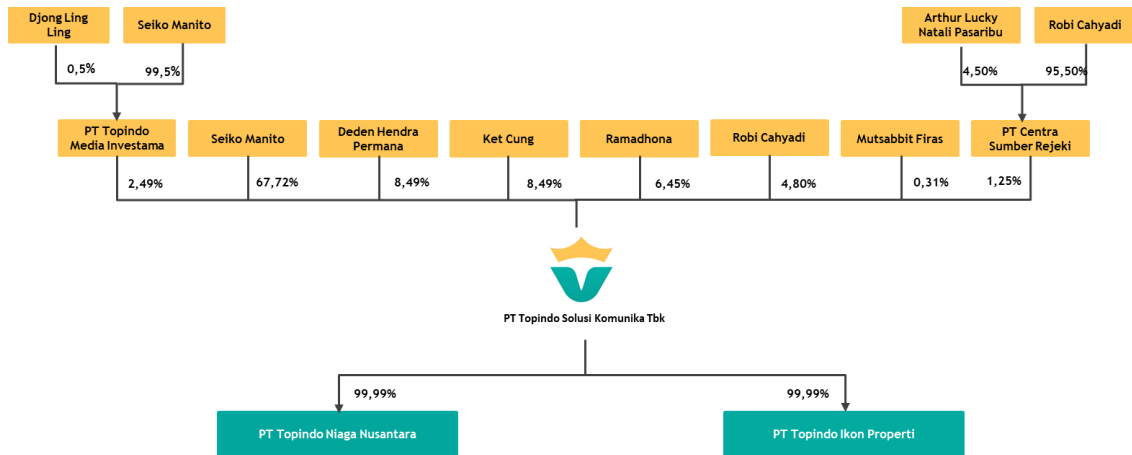 Djong Ling
Ling
Seiko Manito
Arthur Lucky
Natali Pasaribu
Robi Cahyadi
0,5%
99,5%
4,50%
95,50%
PT Topindo
Media Investama
Seiko Manito
Deden Hendra
Permana
Ket Cung
Ramadhona
Robi Cahyadi
Mutsabbit Firas
PT Centra
Sumber Rejeki
2,49%
67,72%
8,49%
8,49%
6,45%
4,80%
0,31%
1,25%
PT Topindo Solusi Komunika Tbk
99,99%
99,99%
PT Topindo Niaga Nusantara
PT Topindo Ikon Properti